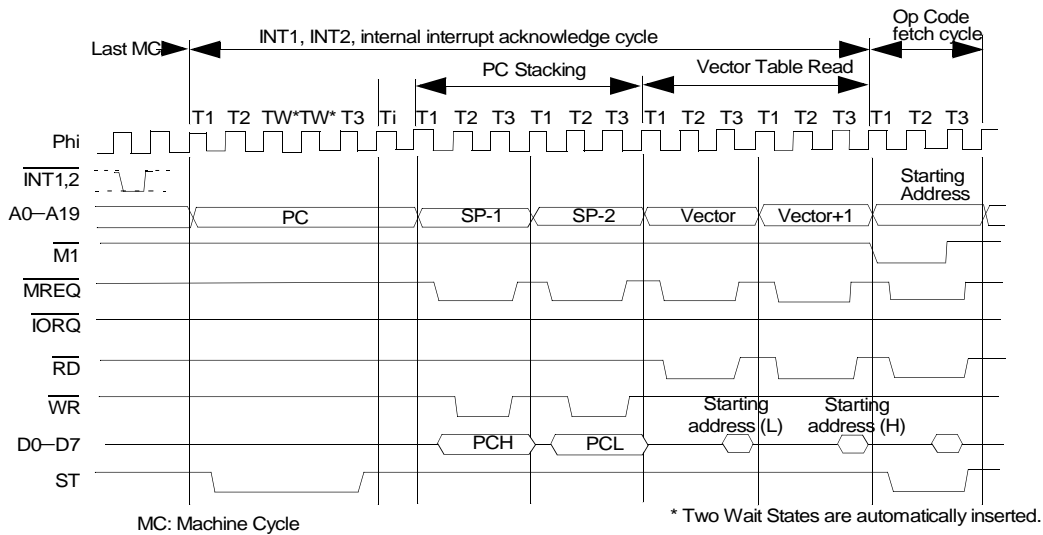 Op Code
fetch cycle
Last MC
INT1, INT2, internal interrupt acknowledge cycle
PC Stacking
Vector Table Read
T1 T2 TW*TW* T3 Ti T1 T2 T3 T1 T2 T3 T1 T2 T3 T1 T2 T3 T1 T2 T3
Phi
INT1,2
Starting
Address
A0—A19 PC SP-1 SP-2 Vector Vector+1
M1
MREQ
IORQ
RD
WR
Starting
address (L)
Starting
address (H)
D0—D7 PCH PCL
ST
MC: Machine Cycle
* Two Wait States are automatically inserted.